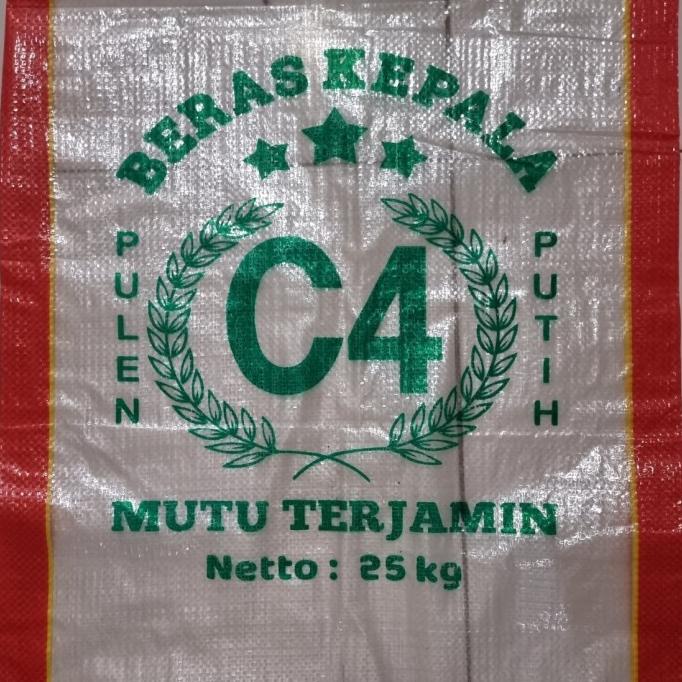 BERAS KEPALA
PULEN
C4
PUTIH
MUTU TERJAMIN
Netto : 25 kg